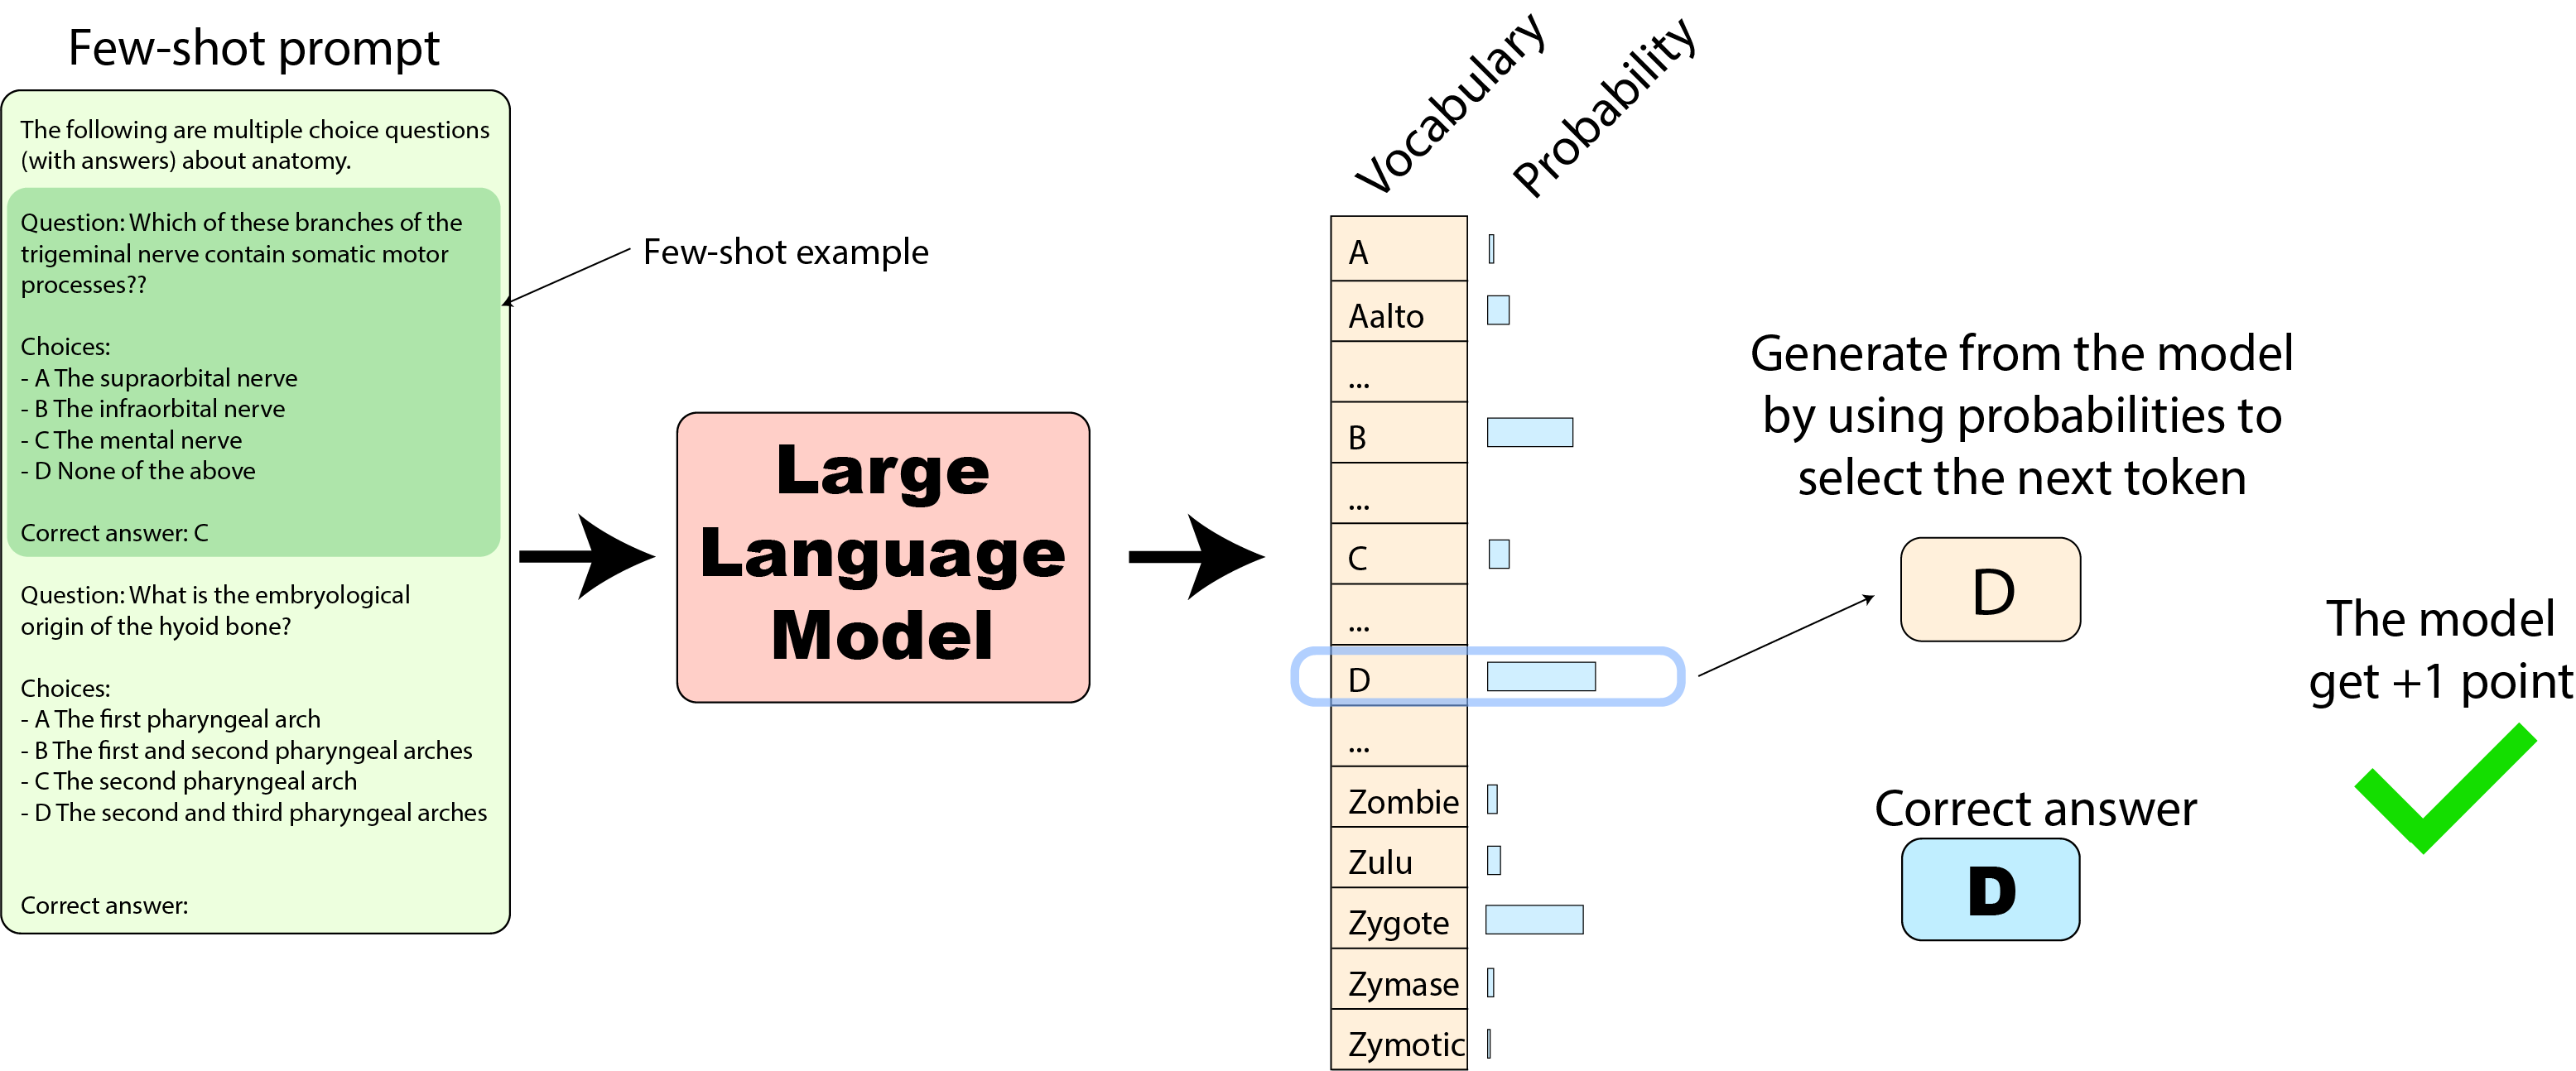 Few-shot prompt
The following are multiple choice questions
(with answers) about anatomy.
Question: Which of these branches of the
trigeminal nerve contain somatic motor
processes??
Choices:
- A The supraorbital nerve
- B The infraorbital nerve
- C The mental nerve
- D None of the above
Correct answer: C
Question: What is the embryological
origin of the hyoid bone?
Choices:
- A The first pharyngeal arch
- B The first and second pharyngeal arches
- C The second pharyngeal arch
- D The second and third pharyngeal arches
Correct answer:
Few-shot example
Large
Language
Model
Vocabulary
Probability
A
Aalto
...
B
...
C
...
D
...
Zombie
Zulu
Zygote
Zymase
Zymotic
Generate from the model
by using probabilities to
select the next token
D
Correct answer
D
The model
get +1 point